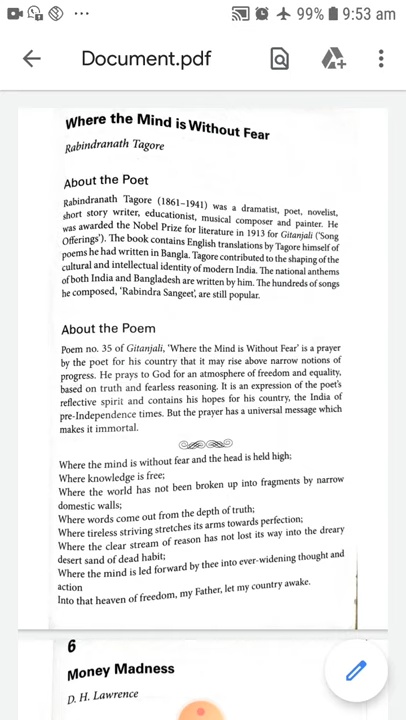 99% 9:53 am
Document.pdf
Where the Mind is Without Fear
Rabindranath Tagore
About the Poet
Rabindranath Tagore (1861–1941) was a dramatist, poet, novelist,
short story writer, educationist, musical composer and painter. He
was awarded the Nobel Prize for literature in 1913 for Gitanjali ('Song
Offerings'). The book contains English translations by Tagore himself of
poems he had written in Bangla. Tagore contributed to the shaping of the
cultural and intellectual identity of modern India. The national anthems
of both India and Bangladesh are written by him. The hundreds of songs
he composed, 'Rabindra Sangeet', are still popular.
About the Poem
Poem no. 35 of Gitanjali, 'Where the Mind is Without Fear' is a prayer
by the poet for his country that it may rise above narrow notions of
progress. He prays to God for an atmosphere of freedom and equality,
based on truth and fearless reasoning. It is an expression of the poet's
reflective spirit and contains his hopes for his country, the India of
pre-Independence times. But the prayer has a universal message which
makes it immortal.
Where the mind is without fear and the head is held high;
Where knowledge is free;
Where the world has not been broken up into fragments by narrow
domestic walls;
Where words come out from the depth of truth;
Where tireless striving stretches its arms towards perfection;
Where the clear stream of reason has not lost its way into the dreary
desert sand of dead habit;
Where the mind is led forward by thee into ever-widening thought and
action
Into that heaven of freedom, my Father, let my country awake.
6
Money Madness
D. H. Lawrence